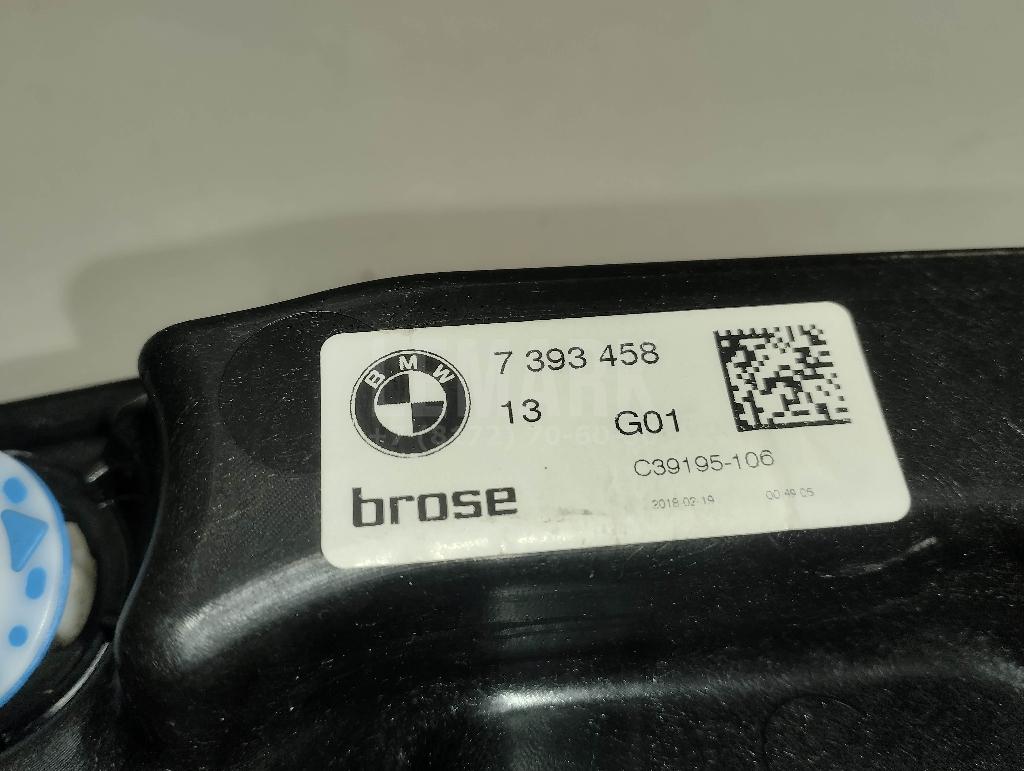 BMW
7 393 458
13 G01
C39195-106
brose
2018 02 19 00 49 05